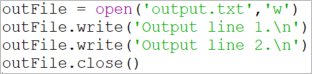 outFile = open('output.txt','w')
outFile.write('Output line 1.\n')
outFile.write('Output line 2.\n')
outFile.close()